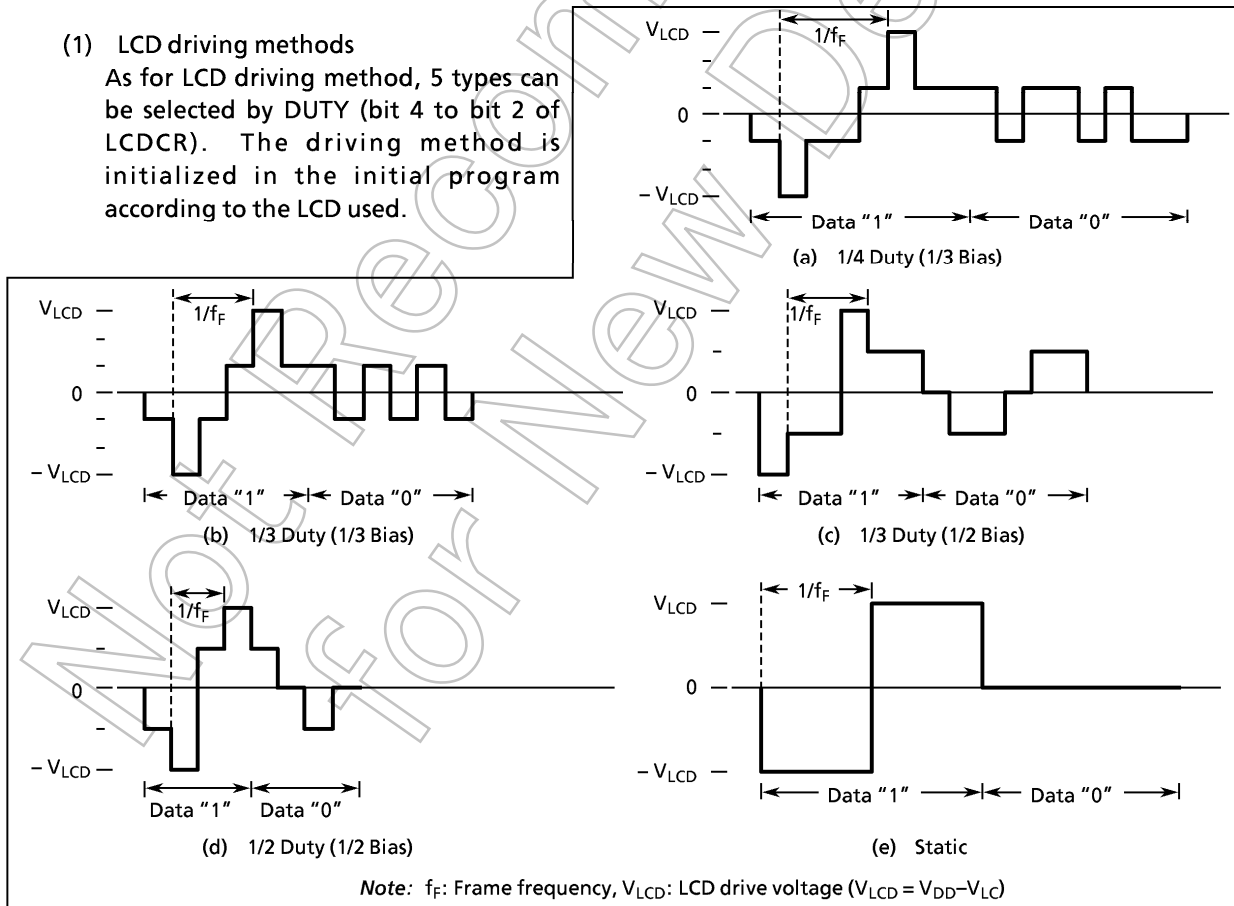 (1) LCD driving methods
As for LCD driving method, 5 types can
be selected by DUTY (bit 4 to bit 2 of
LCDCR). The driving method is
initialized in the initial program
according to the LCD used.
VLCD
1/fF
0
– VLCD
Data “1”
Data “0”
(a) 1/4 Duty (1/3 Bias)
VLCD
1/fF
0
– VLCD
Data “1”
Data “0”
(b) 1/3 Duty (1/3 Bias)
VLCD
1/fF
0
– VLCD
Data “1”
Data “0”
(c) 1/3 Duty (1/2 Bias)
VLCD
1/fF
0
– VLCD
Data “1”
Data “0”
(d) 1/2 Duty (1/2 Bias)
VLCD
1/fF
0
– VLCD
Data “1”
Data “0”
(e) Static
Note: fF: Frame frequency, VLCD: LCD drive voltage (VLCD = VDD–VLC)
Not Recom
for New De